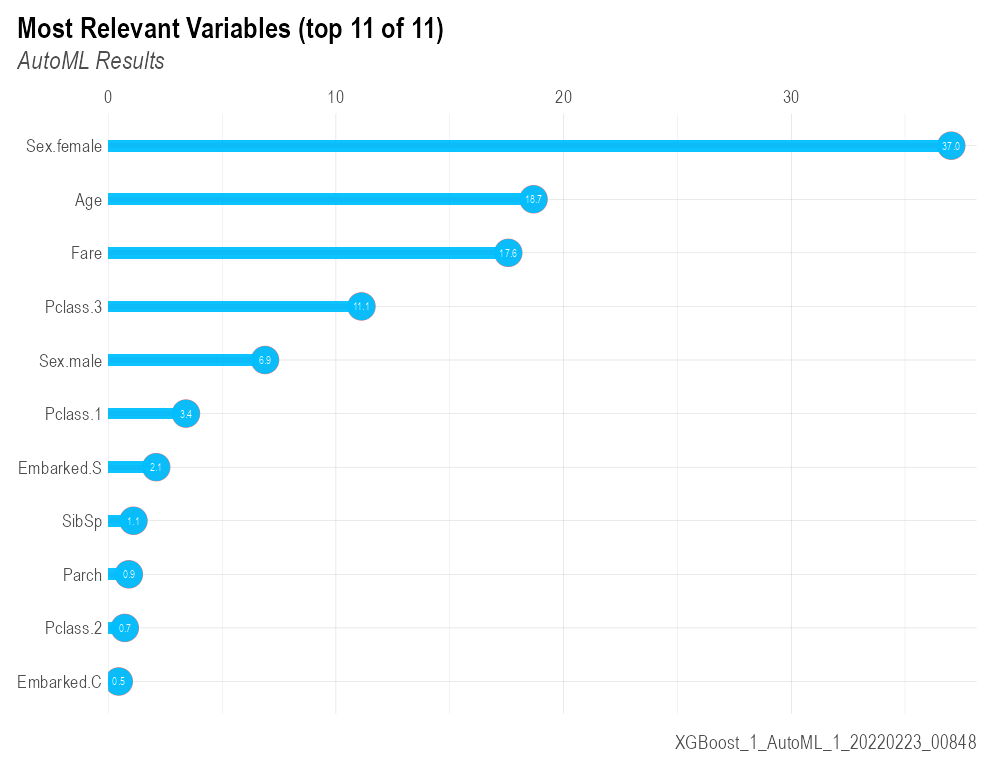 Most Relevant Variables (top 11 of 11)
AutoML Results
0 10 20 30
Sex.female 37.0
Age 18.7
Fare 17.6
Pclass.3 11.1
Sex.male 6.9
Pclass.1 3.4
Embarked.S 2.1
SibSp 1.1
Parch 0.9
Pclass.2 0.7
Embarked.C 0.5
XGBoost_1_AutoML_1_20220223_00848